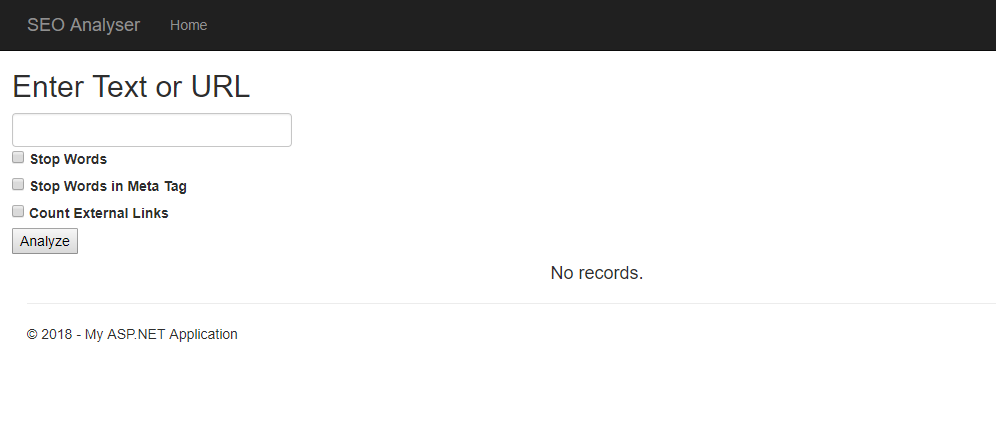 SEO Analyser Home
Enter Text or URL
Stop Words
Stop Words in Meta Tag
Count External Links
Analyze
No records.
© 2018 - My ASP.NET Application